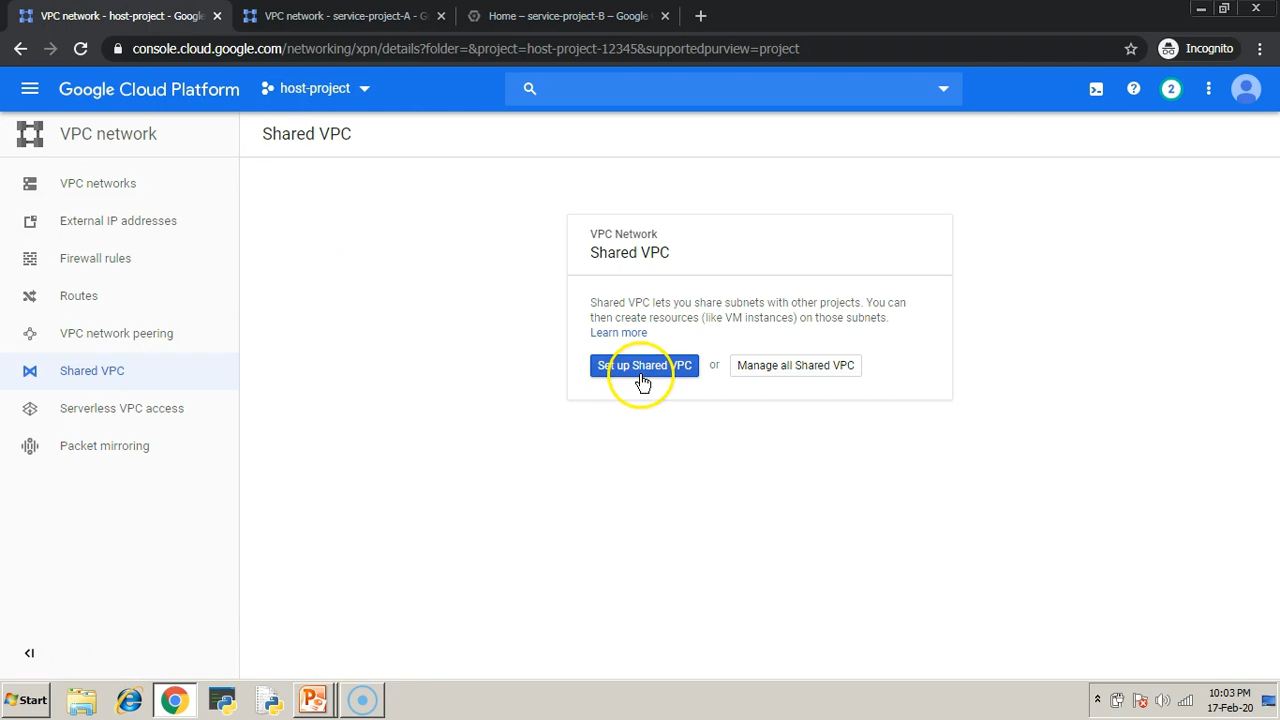 VPC network - host-project - Google
VPC network - service-project-A - G
Home – service-project-B – Google
console.cloud.google.com/networking/xpn/details?folder=&project=host-project-12345&supportedpurview=project
Incognito
Google Cloud Platform
host-project
2
VPC network
Shared VPC
VPC networks
External IP addresses
Firewall rules
Routes
VPC network peering
Shared VPC
Serverless VPC access
Packet mirroring
VPC Network
Shared VPC
Shared VPC lets you share subnets with other projects. You can
then create resources (like VM instances) on those subnets.
Learn more
Set up Shared VPC or Manage all Shared VPC
Start
10:03 PM
17-Feb-20